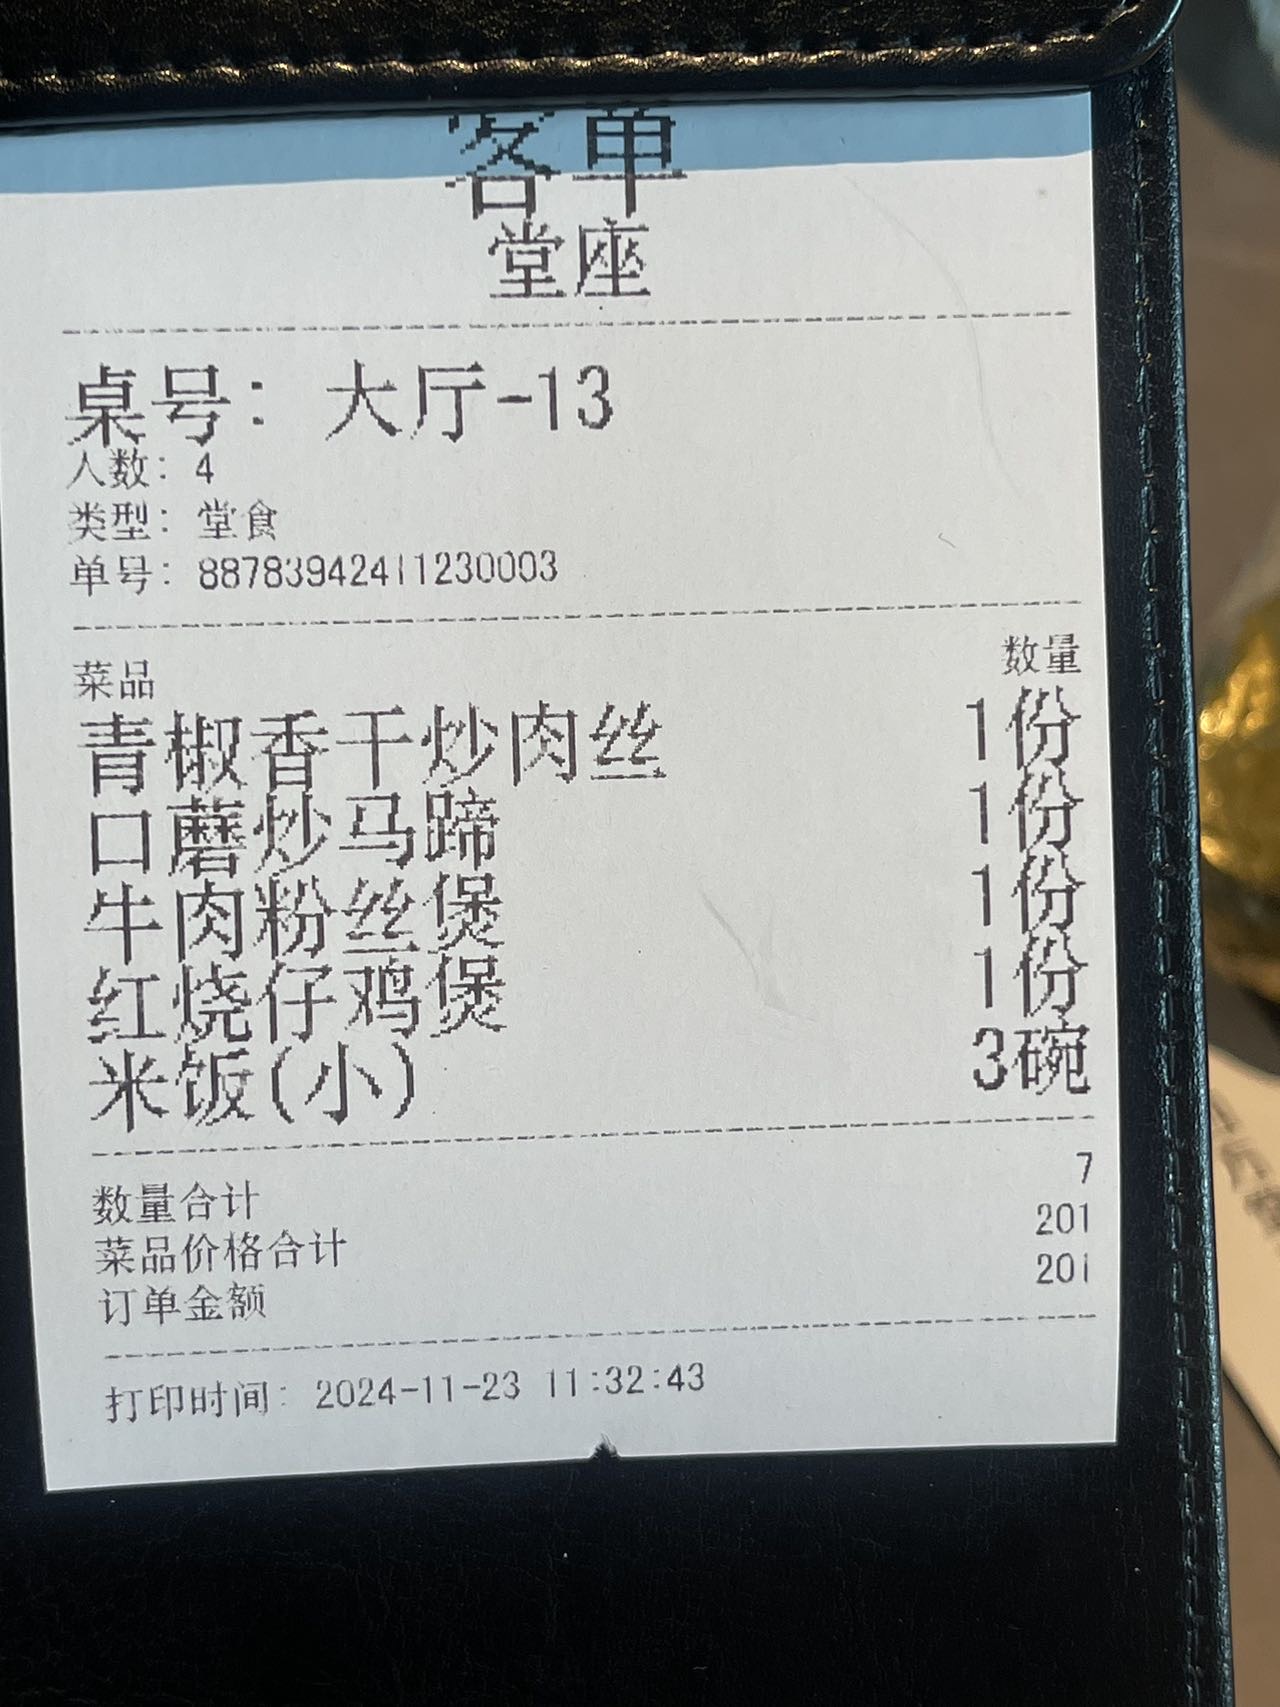 客单
堂座
桌号: 大厅-13
人数: 4
类型: 堂食
单号: 88783942411230003
菜品 数量
青椒香干炒肉丝 1份
口蘑炒马蹄 1份
牛肉粉丝煲 1份
红烧仔鸡煲 1份
米饭(小) 3碗
数量合计 7
菜品价格合计 201
订单金额 201
打印时间: 2024-11-23 11:32:43